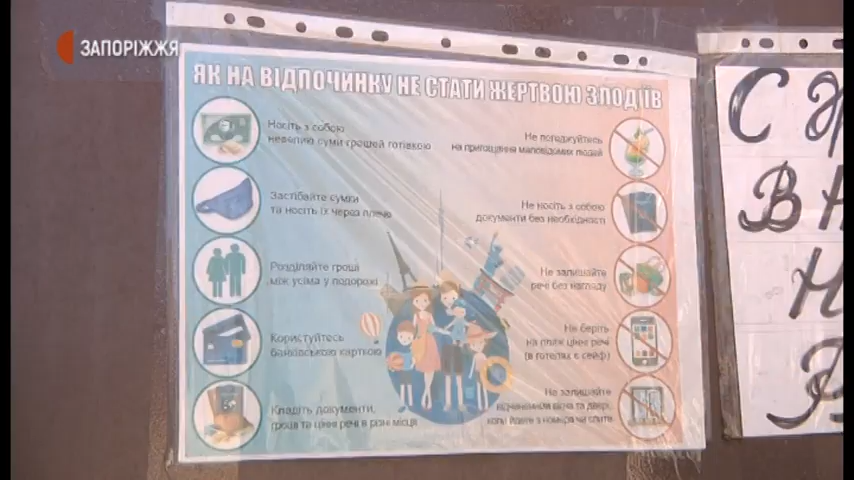 ЗАПОРІЖЖЯ
ЯК НА ВІДПОЧИНКУ НЕ СТАТИ ЖЕРТВОЮ ЗЛОДІЇВ
Носіть з собою
невелику суми грошей готівкою
Застібайте сумки
та носіть їх через плече
Розділяйте гроші
між усіма у подорожі
Користуйтесь
банківською карткою
Кладіть документи,
гроші та цінні речі в різні місця
Не погоджуйтесь
на пригощення маловідомих людей
Не носіть з собою
документи без необхідності
Не залишайте
речі без нагляду
Не беріть
на пляж цінні речі
(в готелях є сейф)
Не залишайте
відчиненими вікна та двері,
коли йдете з номера чи спите
С
В Н
Н